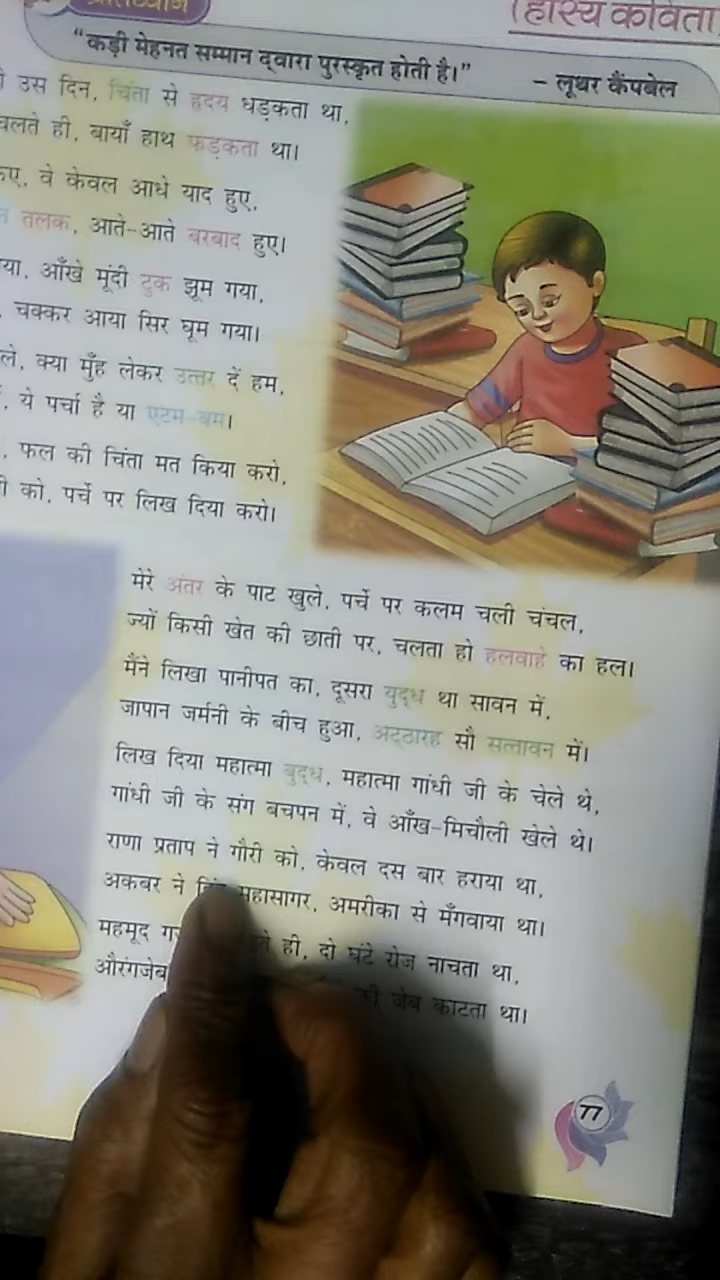 (हास्य कविता)
“कड़ी मेहनत सम्मान द्वारा पुरस्कृत होती है।” – लूथर कैंपबेल
उस दिन, चिंता से हृदय धड़कता था,
चलते ही, बायाँ हाथ फड़कता था।
वे केवल आधे याद हुए,
तलक, आते-आते बरबाद हुए।
आँखे मूंदी टुक झूम गया,
चक्कर आया सिर घूम गया।
क्या मुँह लेकर उत्तर दें हम,
ये पर्चा है या एटम-बम।
फल की चिंता मत किया करो,
को, पर्चे पर लिख दिया करो।
मेरे अंतर के पाट खुले, पर्चे पर कलम चली चंचल,
ज्यों किसी खेत की छाती पर, चलता हो हलवाहे का हल।
मैंने लिखा पानीपत का, दूसरा युद्ध था सावन में,
जापान जर्मनी के बीच हुआ, अट्ठारह सौ सत्तावन में।
लिख दिया महात्मा बुद्ध, महात्मा गांधी जी के चेले थे,
गांधी जी के संग बचपन में, वे आँख-मिचौली खेले थे।
राणा प्रताप ने गौरी को, केवल दस बार हराया था,
अकबर ने महासागर, अमरीका से मँगवाया था।
महमूद ही, दो घंटे रोज नाचता था,
औरंगजेब की जेब काटता था।
77